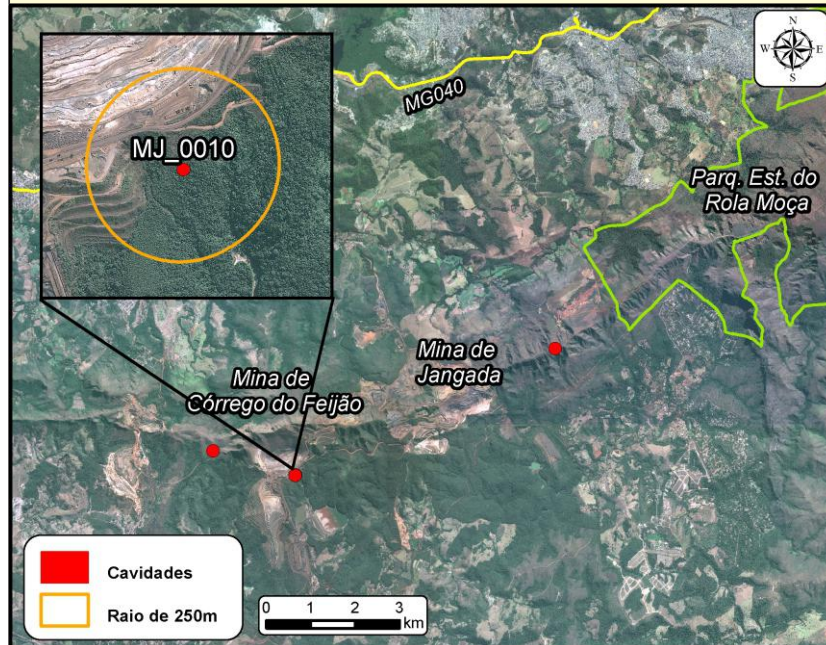 N
W E
S
MG040
MJ_0010
Parq. Est. do
Rola Moça
Mina de
Jangada
Mina de
Córrego do Feijão
Cavidades
Raio de 250m
0 1 2 3
km